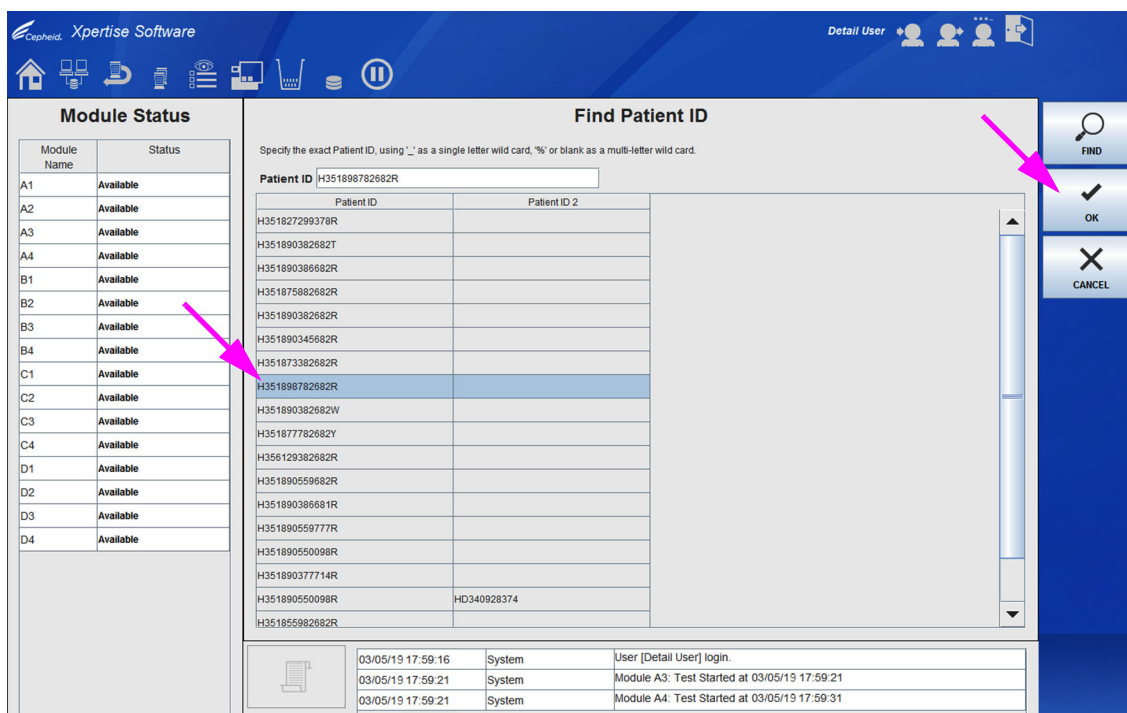 Cepheid. Xpertise Software
Detail User
Module Status
Module Name Status
A1 Available
A2 Available
A3 Available
A4 Available
B1 Available
B2 Available
B3 Available
B4 Available
C1 Available
C2 Available
C3 Available
C4 Available
D1 Available
D2 Available
D3 Available
D4 Available
Find Patient ID
Specify the exact Patient ID, using '_' as a single letter wild card, '%' or blank as a multi-letter wild card.
Patient ID H351898782682R
Patient ID Patient ID 2
H351827299378R
H351890382682T
H351890386682R
H351875882682R
H351890382682R
H351890345682R
H351873382682R
H351898782682R
H351890382682W
H351877782682Y
H356129382682R
H351890559682R
H351890386681R
H351890559777R
H351890550098R
H351890377714R
H351890550098R HD340928374
H351855982682R
FIND
OK
CANCEL
03/05/19 17:59:16 System User [Detail User] login.
03/05/19 17:59:21 System Module A3: Test Started at 03/05/19 17:59:21
03/05/19 17:59:21 System Module A4: Test Started at 03/05/19 17:59:31